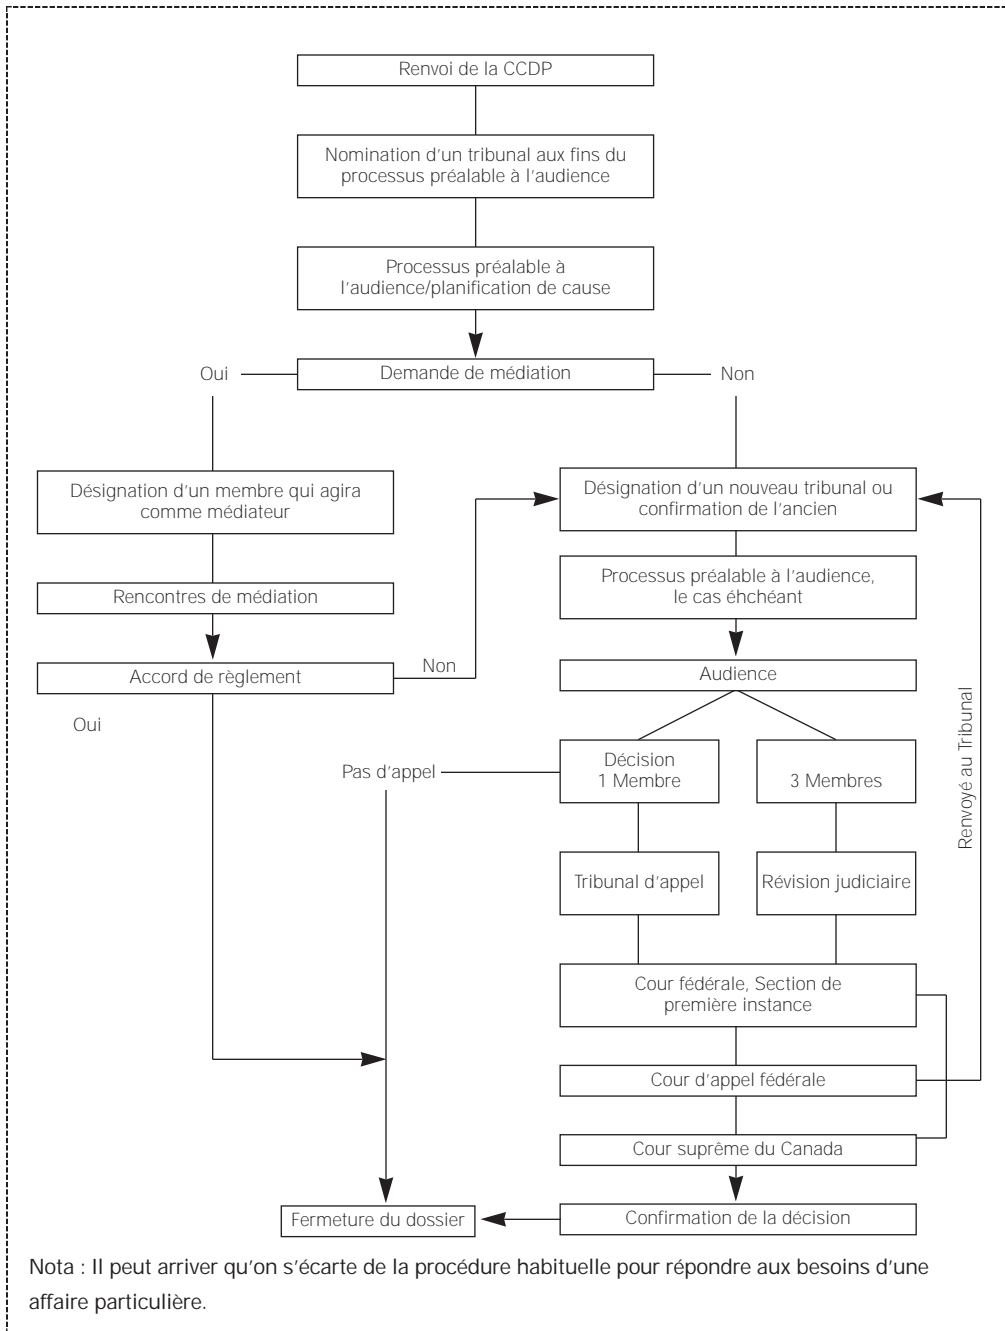 Renvoi de la CCDP
Nomination d'un tribunal aux fins du
processus préalable à l'audience
Processus préalable à
l'audience/planification de cause
Oui
Demande de médiation
Non
Désignation d'un membre qui agira
comme médiateur
Désignation d'un nouveau tribunal ou
confirmation de l'ancien
Rencontres de médiation
Processus préalable à l'audience,
le cas éhchéant
Accord de règlement
Non
Audience
Oui
Pas d'appel
Décision
1 Membre
3 Membres
Renvoyé au Tribunal
Tribunal d'appel
Révision judiciaire
Cour fédérale, Section de
première instance
Cour d'appel fédérale
Cour suprême du Canada
Fermeture du dossier
Confirmation de la décision
Nota : Il peut arriver qu'on s'écarte de la procédure habituelle pour répondre aux besoins d'une
affaire particulière.